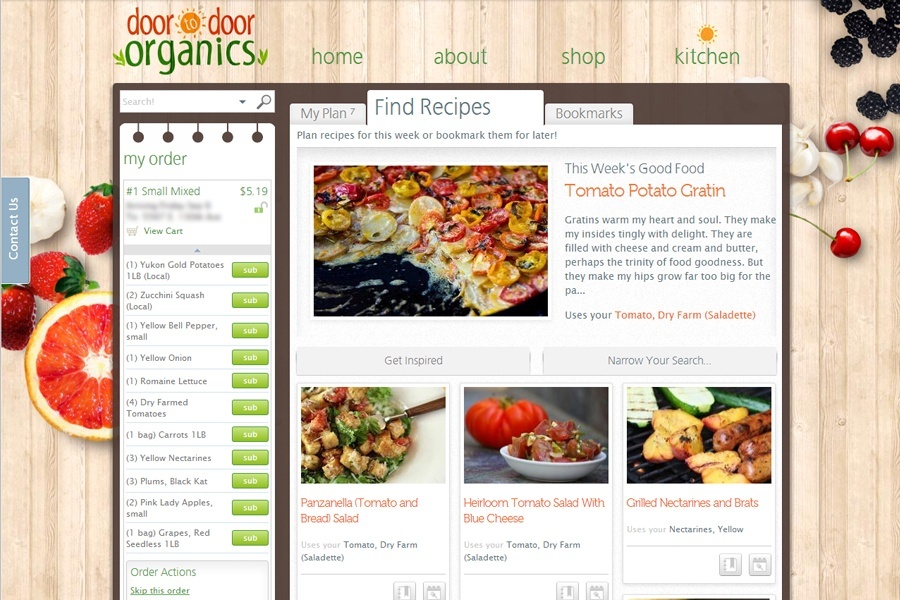 door to door
organics
home
about
shop
kitchen
Search!
my order
#1 Small Mixed
$5.19
View Cart
(1) Yukon Gold Potatoes
1LB (Local)
sub
(2) Zucchini Squash
(Local)
sub
(1) Yellow Bell Pepper,
small
sub
(1) Yellow Onion
sub
(1) Romaine Lettuce
sub
(4) Dry Farmed
Tomatoes
sub
(1 bag) Carrots 1LB
sub
(3) Yellow Nectarines
sub
(3) Plums, Black Kat
sub
(2) Pink Lady Apples,
small
sub
(1 bag) Grapes, Red
Seedless 1LB
sub
Order Actions
Skip this order
Contact Us
My Plan 7
Find Recipes
Bookmarks
Plan recipes for this week or bookmark them for later!
This Week's Good Food
Tomato Potato Gratin
Gratins warm my heart and soul. They make
my insides tingly with delight. They are
filled with cheese and cream and butter,
perhaps the trinity of food goodness. But
they make my hips grow far too big for the
pa...
Uses your Tomato, Dry Farm (Saladette)
Get Inspired
Narrow Your Search...
Panzanella (Tomato and
Bread) Salad
Uses your Tomato, Dry Farm
(Saladette)
Heirloom Tomato Salad With
Blue Cheese
Uses your Tomato, Dry Farm
(Saladette)
Grilled Nectarines and Brats
Uses your Nectarines, Yellow